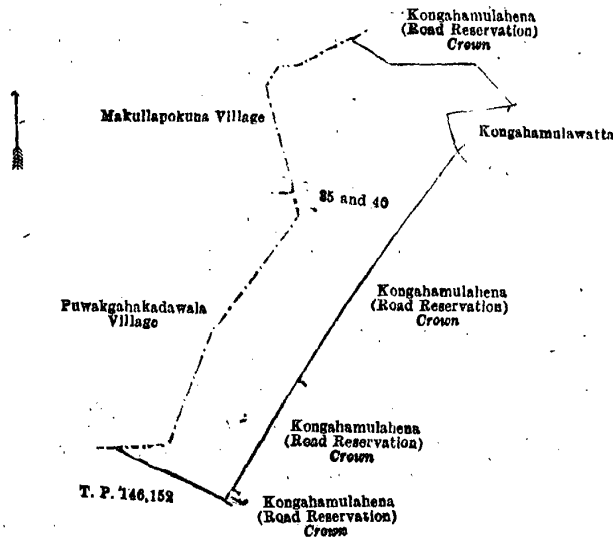 Kongahamulahena
(Road Reservation)
Crown
Makullapokuna Village
Kongahamulawatta
35 and 40
Kongahamulahena
(Road Reservation)
Crown
Puwakgahakadawala
Village
Kongahamulahena
(Road Reservation)
Crown
T. P. 146,152
Kongahamulahena
(Road Reservation)
Crown